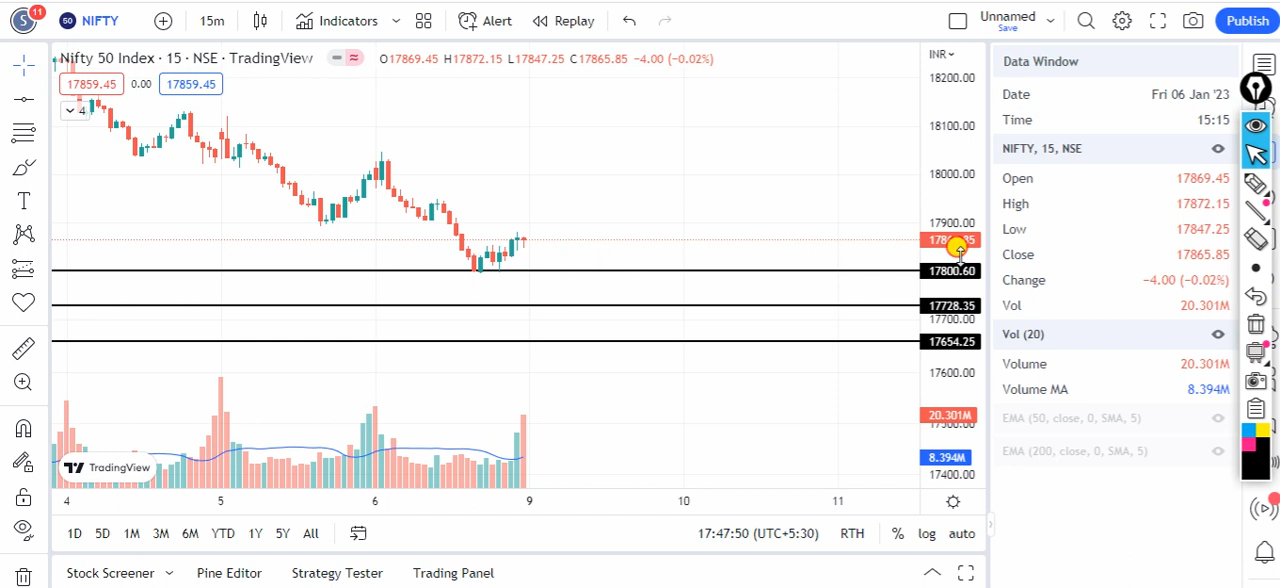 S 11 50 NIFTY 15m Indicators Alert Replay Unnamed Save Publish
Nifty 50 Index · 15 · NSE · TradingView O17869.45 H17872.15 L17847.25 C17865.85 −4.00 (−0.02%) INR
17859.45 0.00 17859.45
4
18200.00
18100.00
18000.00
17900.00
17800.60
17728.35
17700.00
17654.25
17600.00
20.301M
8.394M
17400.00
TradingView
4 5 6 9 10 11
1D 5D 1M 3M 6M YTD 1Y 5Y All 17:47:50 (UTC+5:30) RTH % log auto
Stock Screener Pine Editor Strategy Tester Trading Panel
Data Window
Date Fri 06 Jan '23
Time 15:15
NIFTY, 15, NSE
Open 17869.45
High 17872.15
Low 17847.25
Close 17865.85
Change −4.00 (−0.02%)
Vol 20.301M
Vol (20)
Volume 20.301M
Volume MA 8.394M
EMA (50, close, 0, SMA, 5)
EMA (200, close, 0, SMA, 5)